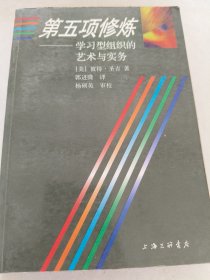 第五项修炼
——学习型组织的
艺术与实务
[美] 彼得·圣吉 著
郭进隆 译
杨硕英 审校
上海三联书店